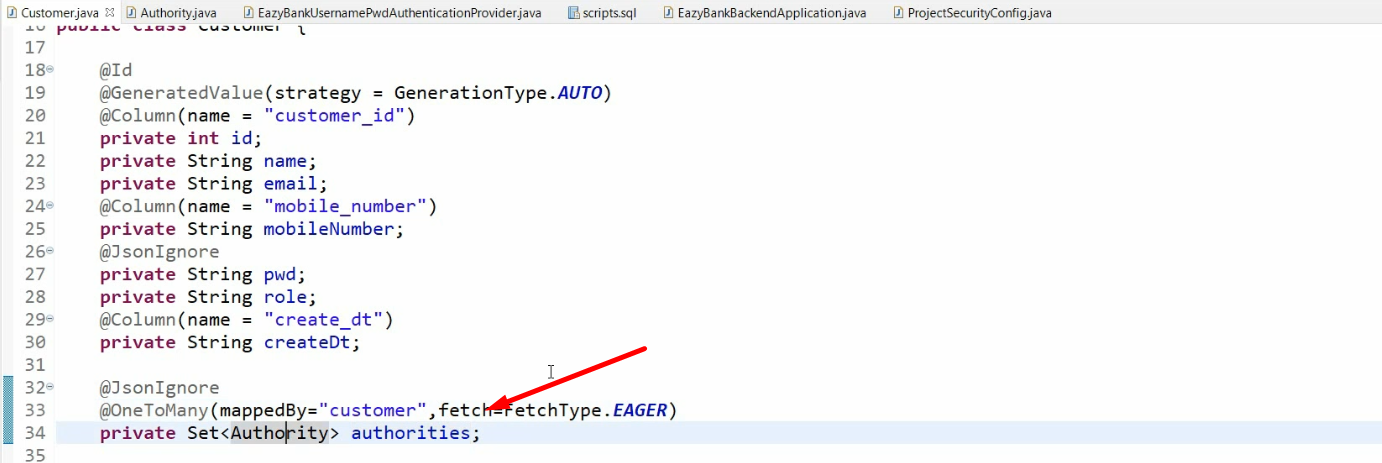 Customer.java Authority.java EazyBankUsernamePwdAuthenticationProvider.java scripts.sql EazyBankBackendApplication.java ProjectSecurityConfig.java
16 public class Customer {
17
18 @Id
19 @GeneratedValue(strategy = GenerationType.AUTO)
20 @Column(name = "customer_id")
21 private int id;
22 private String name;
23 private String email;
24 @Column(name = "mobile_number")
25 private String mobileNumber;
26 @JsonIgnore
27 private String pwd;
28 private String role;
29 @Column(name = "create_dt")
30 private String createDt;
31
32 @JsonIgnore
33 @OneToMany(mappedBy="customer",fetch=FetchType.EAGER)
34 private Set<Authority> authorities;
35